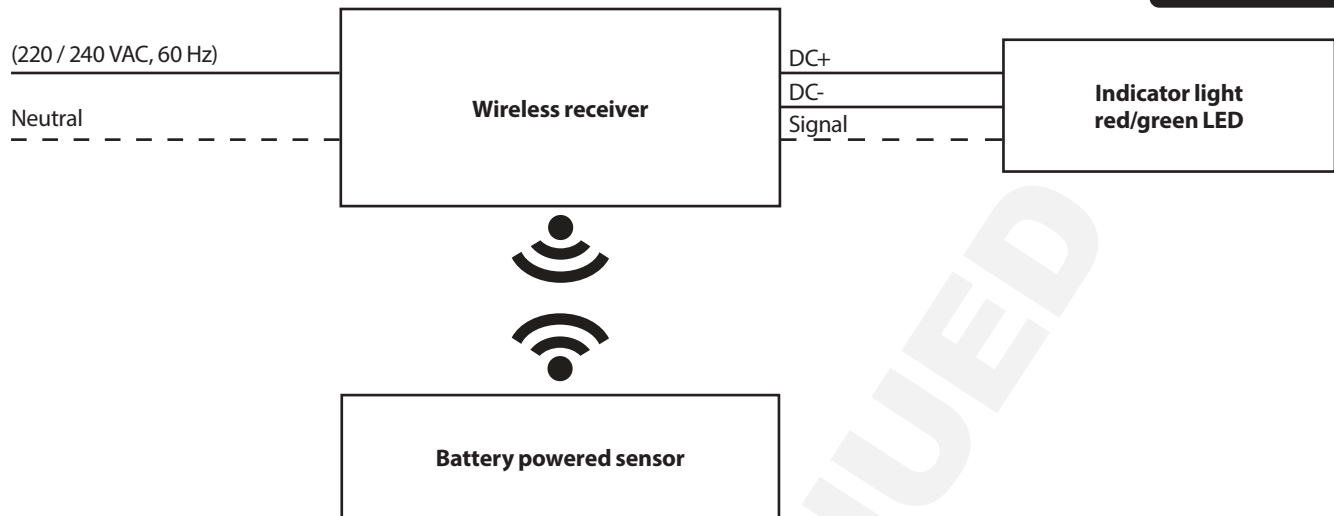 (220 / 240 VAC, 60 Hz)
Neutral
Wireless receiver
DC+
DC-
Signal
Indicator light
red/green LED
Battery powered sensor
NUED